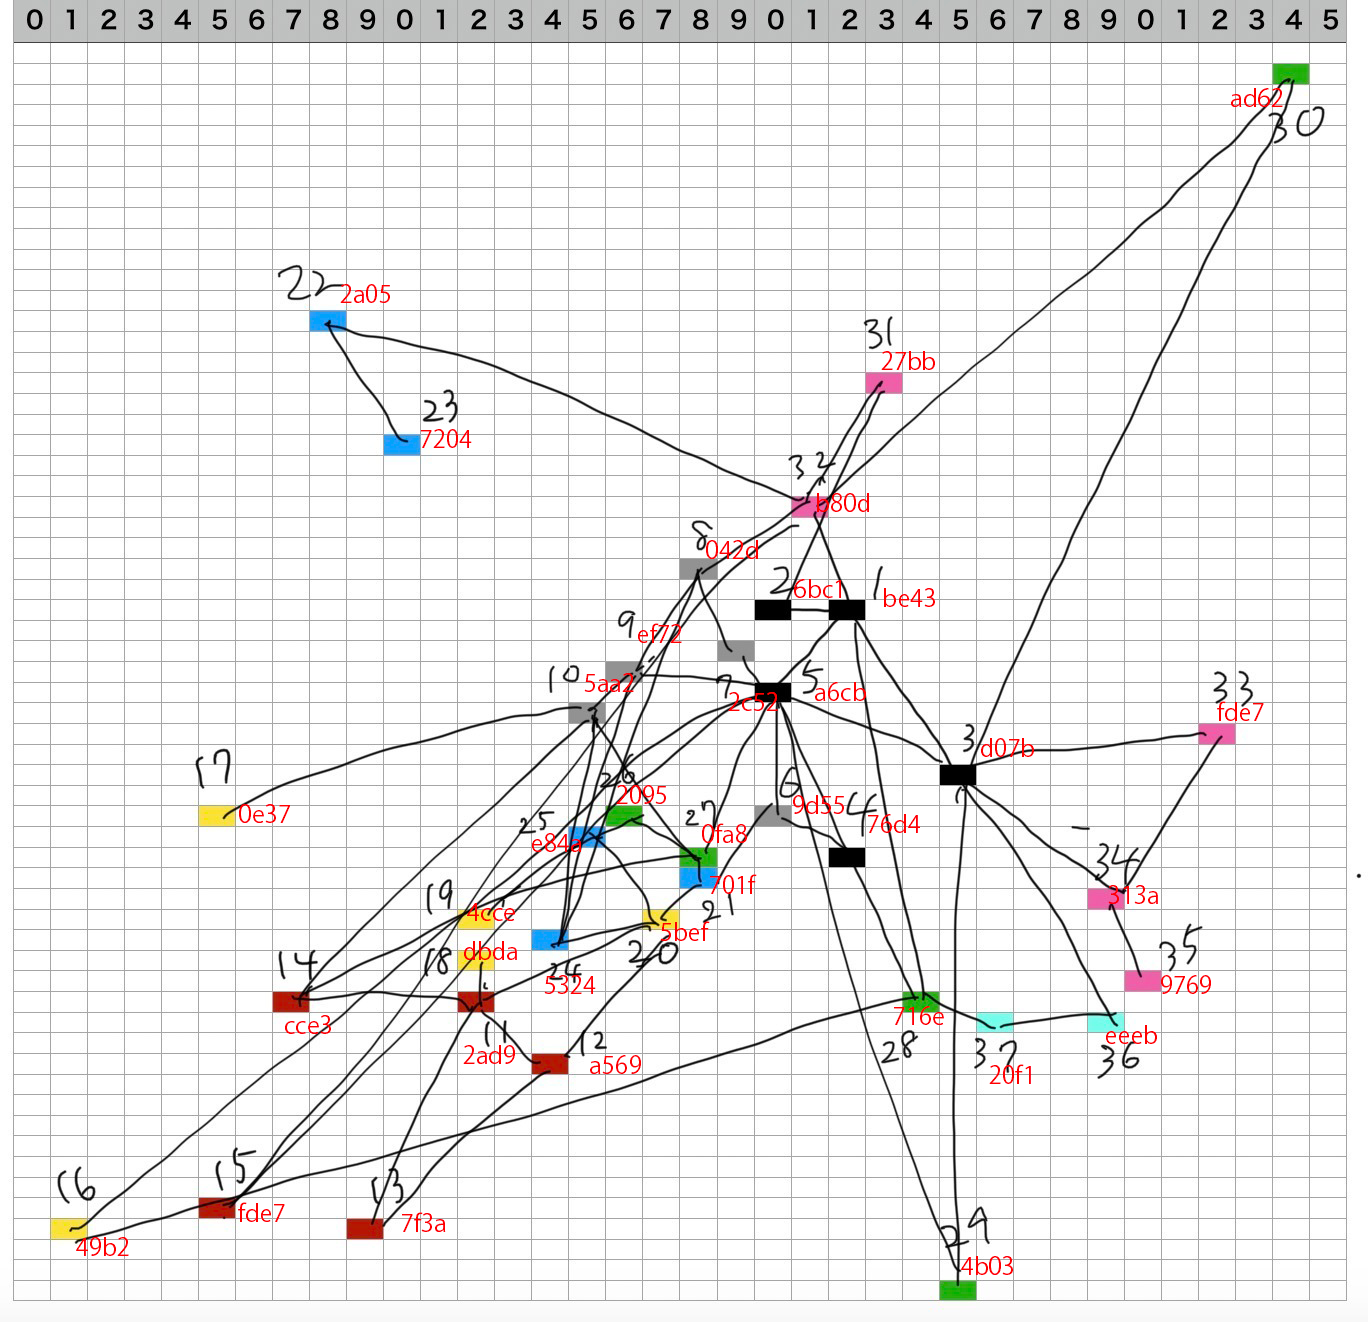 0 1 2 3 4 5 6 7 8 9 0 1 2 3 4 5 6 7 8 9 0 1 2 3 4 5 6 7 8 9 0 1 2 3 4 5
ad62
30
22 2a05
31
27bb
23
7204
32
b80d
8
042d
2 6bc1
1 be43
9 ef72
10 5aa2
7 2c52
5 a6cb
33
fde7
3 d07b
17
0e37
26
2095
6 9d55
4 76d4
25
e84a
27
0fa8
701f
21
34
313a
19 4cce
5bef
20
18 dbda
24
5324
35
9769
14
cce3
11
2ad9
12
a569
716e
28
37
20f1
eeeb
36
16
49b2
15
fde7
13
7f3a
29
4b03